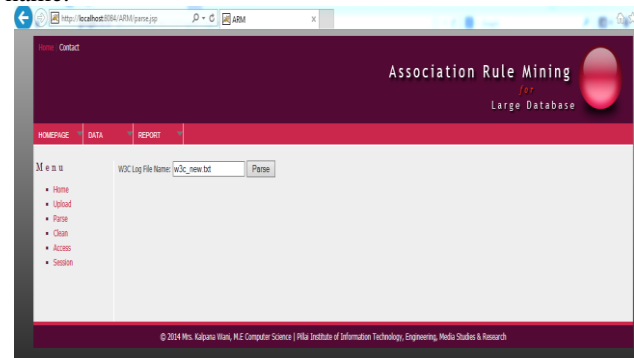 name.
http://localhost:8084/ARM/parse.jsp
ARM
Home Contact
Association Rule Mining
for
Large Database
HOMEPAGE DATA REPORT
Menu
W3C Log File Name: w3c_new.txt Parse
Home
Upload
Parse
Clean
Access
Session
© 2014 Mrs. Kalpana Wani, M.E Computer Science | Pillai Institute of Information Technology, Engineering, Media Studies & Research